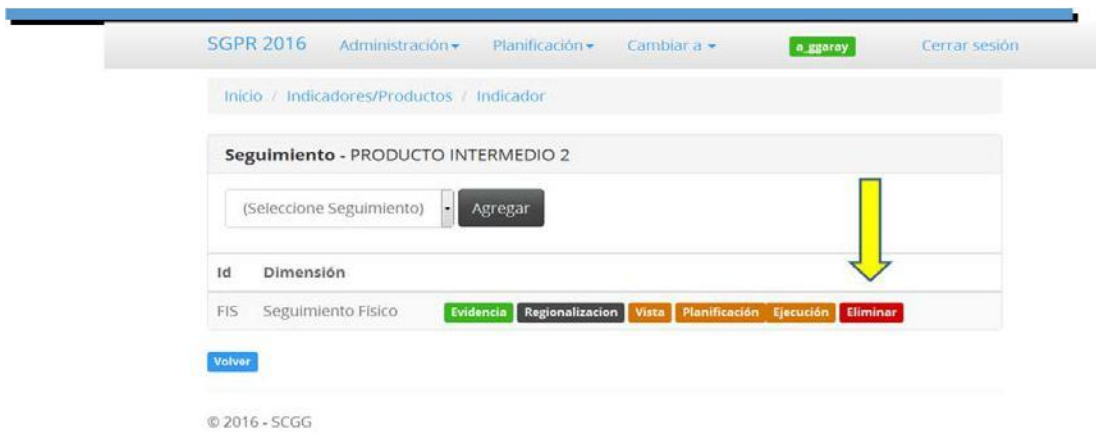 SGPR 2016 Administración Planificación Cambiar a a_ggaray Cerrar sesión
Inicio / Indicadores/Productos / Indicador
Seguimiento - PRODUCTO INTERMEDIO 2
(Seleccione Seguimiento) Agregar
Id Dimensión
FIS Seguimiento Físico Evidencia Regionalizacion Vista Planificación Ejecución Eliminar
Volver
© 2016 - SCGG